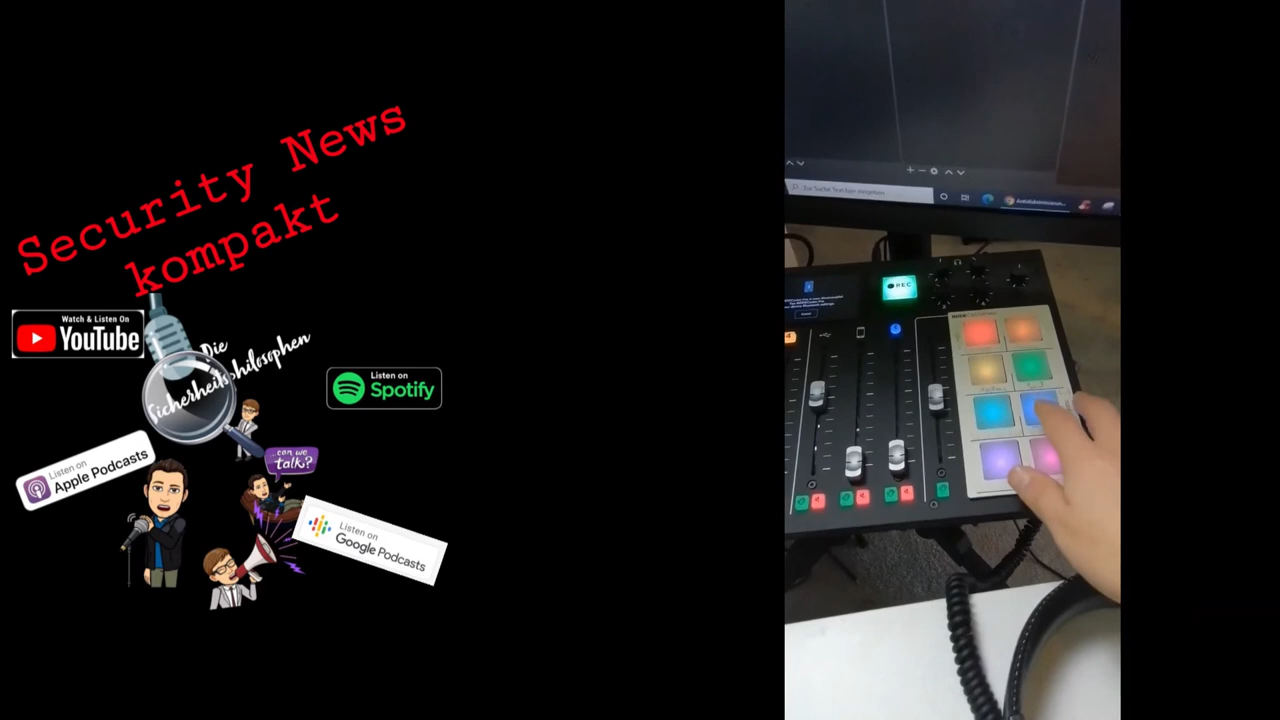 Security News
kompakt
Watch & Listen On
YouTube
Die
Sicherheitsphilosophen
Listen on
Spotify
...can we
talk?
Listen on
Apple Podcasts
Listen on
Google Podcasts
REC